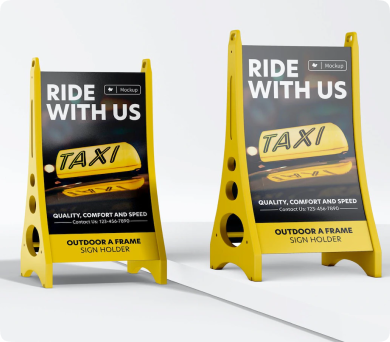 RIDE
WITH US
Mockup
TAXI
QUALITY, COMFORT AND SPEED
Contact Us: 123-456-7890
OUTDOOR A FRAME
SIGN HOLDER
RIDE
WITH US
Mockup
TAXI
QUALITY, COMFORT AND SPEED
Contact Us: 123-456-7890
OUTDOOR A FRAME
SIGN HOLDER